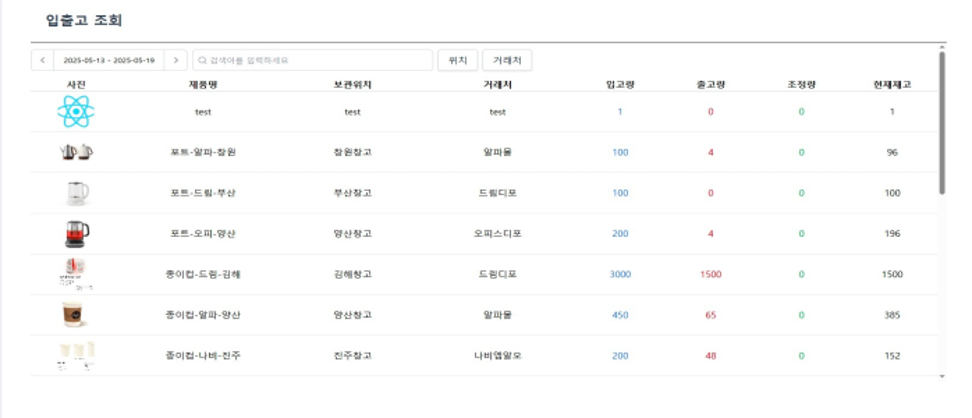 입출고 조회
2025-05-13 - 2025-05-19 검색어를 입력하세요 위치 거래처
사진 제품명 보관위치 거래처 입고량 출고량 조정량 현재재고
test test test 1 0 0 1
포트-알파-창원 창원창고 알파몰 100 4 0 96
포트-드림-부산 부산창고 드림디포 100 0 0 100
포트-오피-양산 양산창고 오피스디포 200 4 0 196
종이컵-드림-김해 김해창고 드림디포 3000 1500 0 1500
종이컵-알파-양산 양산창고 알파몰 450 65 0 385
종이컵-나비-진주 진주창고 나비엠알오 200 48 0 152